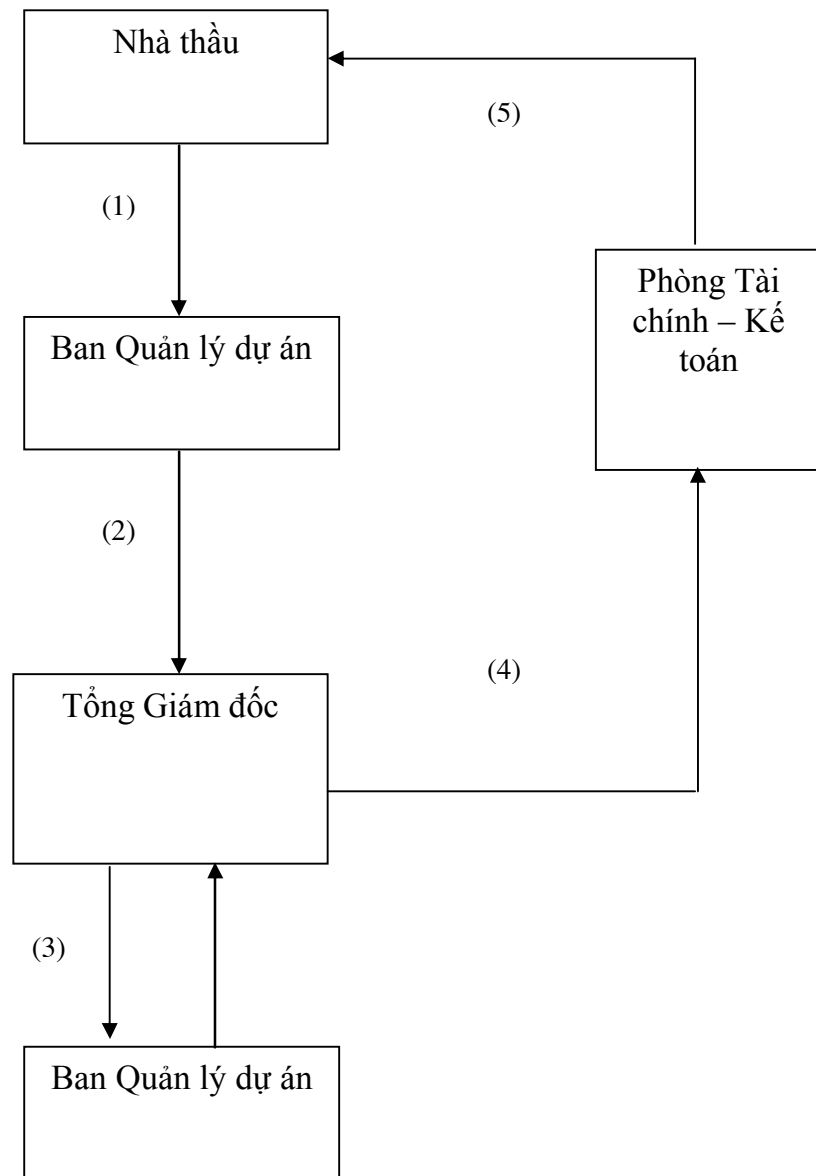 Nhà thầu
(5)
(1)
Phòng Tài
chính – Kế
toán
Ban Quản lý dự án
(2)
(4)
Tổng Giám đốc
(3)
Ban Quản lý dự án